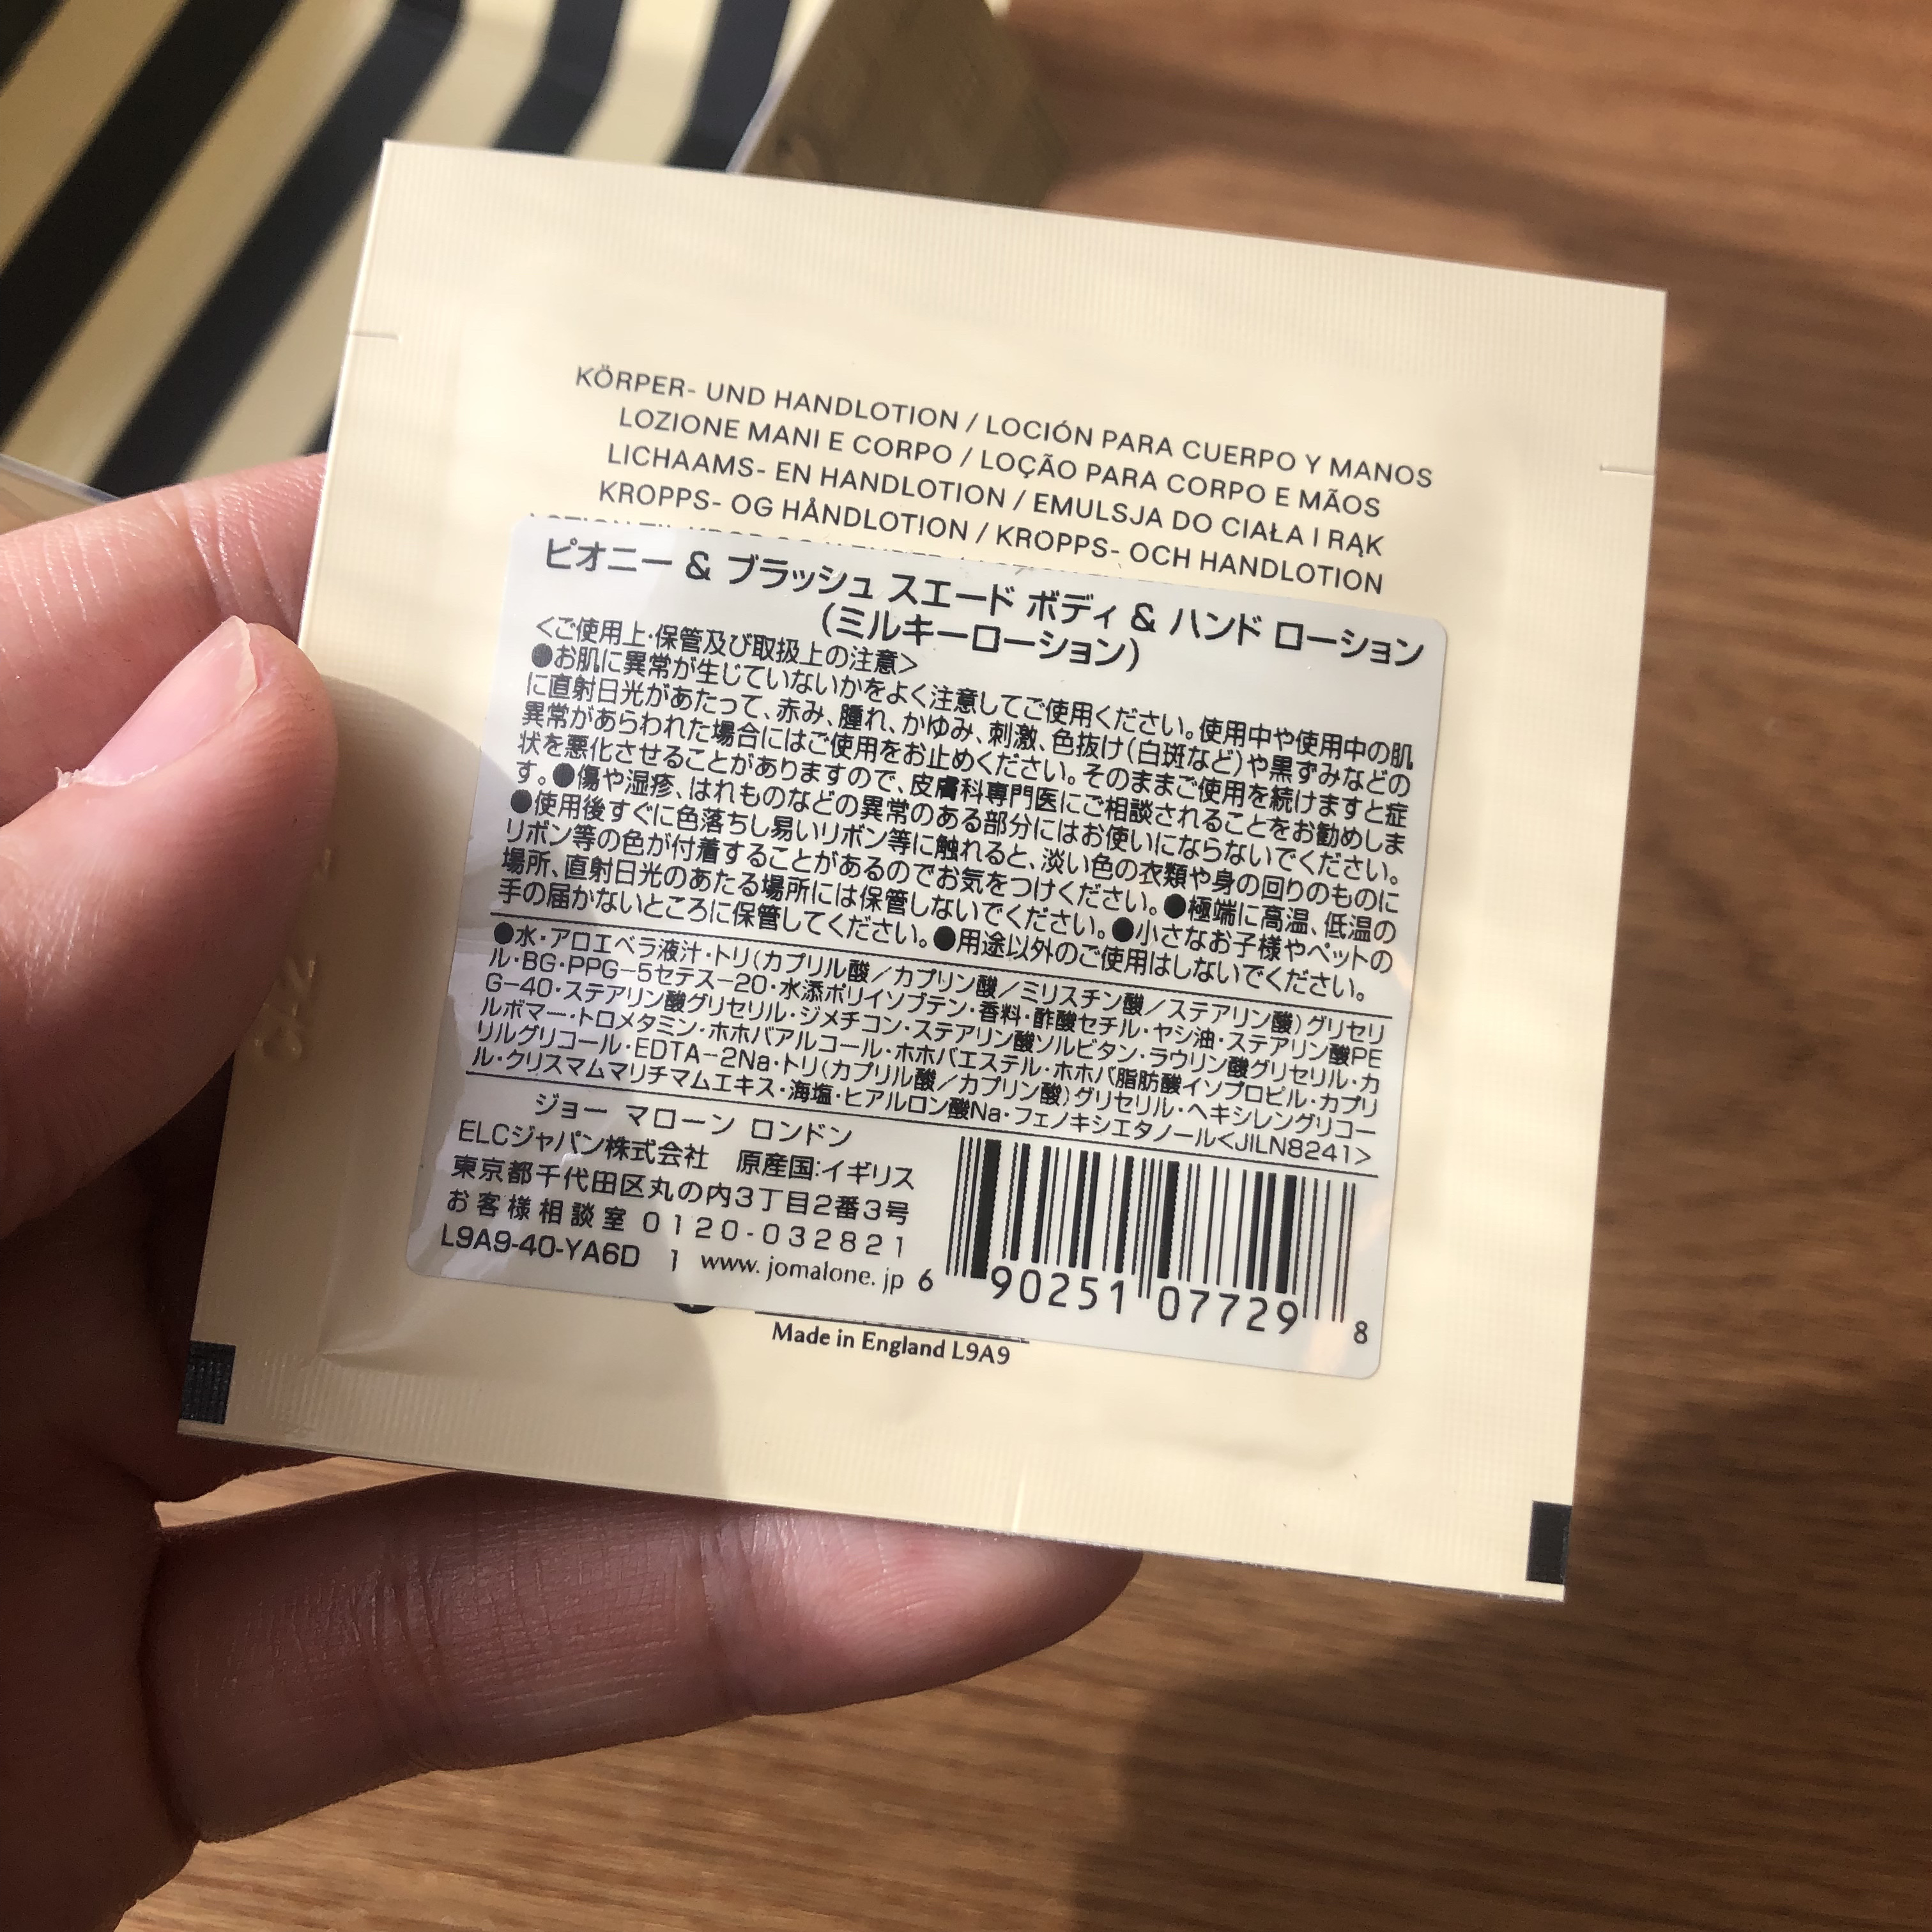 KÖRPER- UND HANDLOTION / LOCIÓN PARA CUERPO Y MANOS
LOZIONE MANI E CORPO / LOÇÃO PARA CORPO E MÃOS
LICHAAMS- EN HANDLOTION / EMULSJA DO CIAŁA I RĄK
KROPPS- OG HÅNDLOTION / KROPPS- OCH HANDLOTION
ピオニー & ブラッシュ スエード ボディ & ハンド ローション
(ミルキーローション)
<ご使用上·保管及び取扱上の注意>
●お肌に異常が生じていないかをよく注意してご使用ください。使用中や使用中の肌
に直射日光があたって、赤み、腫れ、かゆみ、刺激、色抜け(白斑など)や黒ずみなどの
異常があらわれた場合にはご使用をお止めください。そのままご使用を続けますと症
状を悪化させることがありますので、皮膚科専門医にご相談されることをお勧めしま
す。●傷や湿疹、はれものなどの異常のある部分にはお使いにならないでください。
●使用後すぐに色落ちし易いリボン等に触れると、淡い色の衣類や身の回りのものに
リボン等の色が付着することがあるのでお気をつけください。●極端に高温、低温の
場所、直射日光のあたる場所には保管しないでください。●小さなお子様やペットの
手の届かないところに保管してください。●用途以外のご使用はしないでください。
●水・アロエベラ液汁・トリ(カプリル酸/カプリン酸/ミリスチン酸/ステアリン酸)グリセリ
ル・BG・PPG-5セテス-20・水添ポリイソブテン・香料・酢酸セチル・ヤシ油・ステアリン酸PE
G-40・ステアリン酸グリセリル・ジメチコン・ステアリン酸ソルビタン・ラウリン酸グリセリル・カ
ルボマー・トロメタミン・ホホバアルコール・ホホバエステル・ホホバ脂肪酸イソプロピル・カプリ
リルグリコール・EDTA-2Na・トリ(カプリル酸/カプリン酸)グリセリル・ヘキシレングリコー
ル・クリスマムマリチマムエキス・海塩・ヒアルロン酸Na・フェノキシエタノール<JILN8241>
ジョー マローン ロンドン
ELCジャパン株式会社 原産国:イギリス
東京都千代田区丸の内3丁目2番3号
お客様相談室 0120-032821
L9A9-40-YA6D 1 www.jomalone.jp
6 90251 07729 8
Made in England L9A9